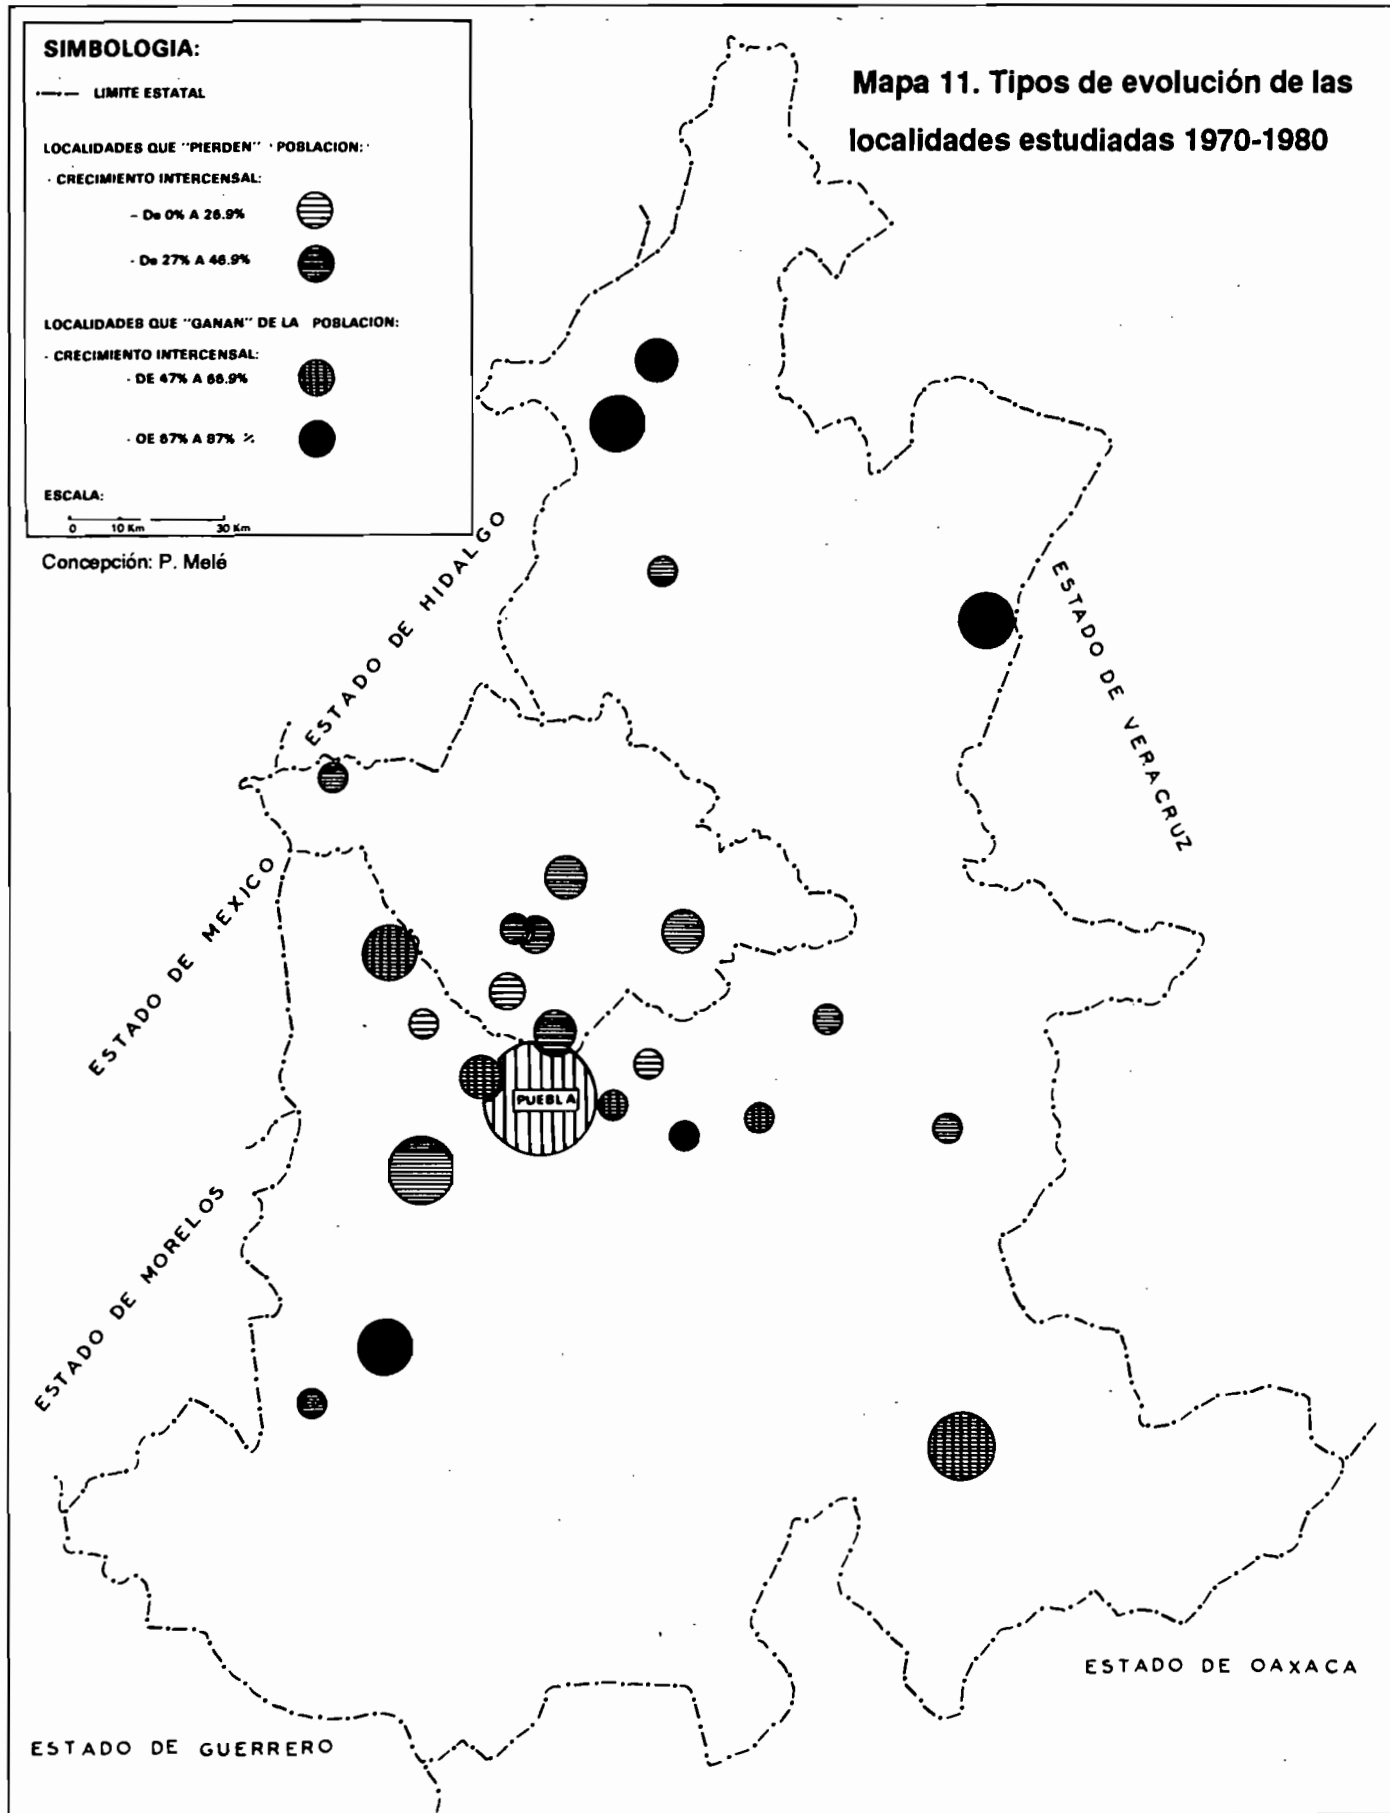 SIMBOLOGIA:
LIMITE ESTATAL
LOCALIDADES QUE "PIERDEN" POBLACION:
- CRECIMIENTO INTERCENSAL:
- De 0% A 26.9%
- De 27% A 46.9%
LOCALIDADES QUE "GANAN" DE LA POBLACION:
- CRECIMIENTO INTERCENSAL:
- DE 47% A 66.9%
- DE 67% A 87% %
ESCALA:
0 10 Km 30 Km
Concepción: P. Melé
Mapa 11. Tipos de evolución de las
localidades estudiadas 1970-1980
ESTADO DE HIDALGO
ESTADO DE VERACRUZ
ESTADO DE MEXICO
PUEBLA
ESTADO DE MORELOS
ESTADO DE OAXACA
ESTADO DE GUERRERO